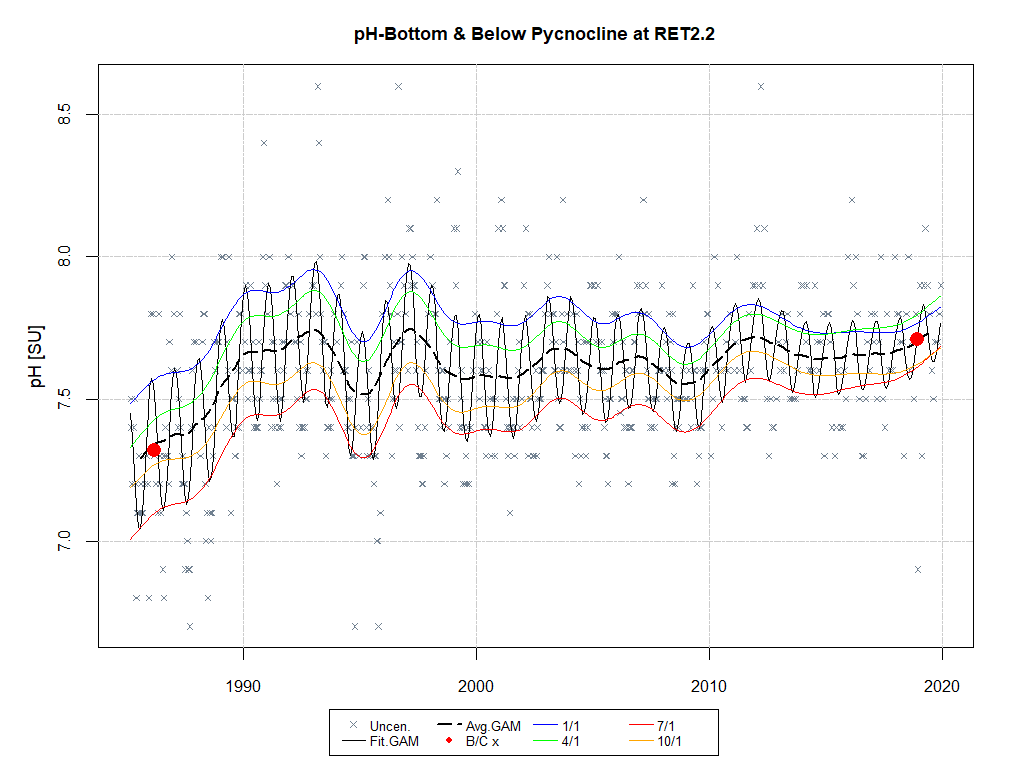 pH-Bottom & Below Pycnocline at RET2.2
pH [SU]
8.5
8.0
7.5
7.0
1990 2000 2010 2020
Uncen. Avg.GAM 1/1 7/1
Fit.GAM B/C x 4/1 10/1